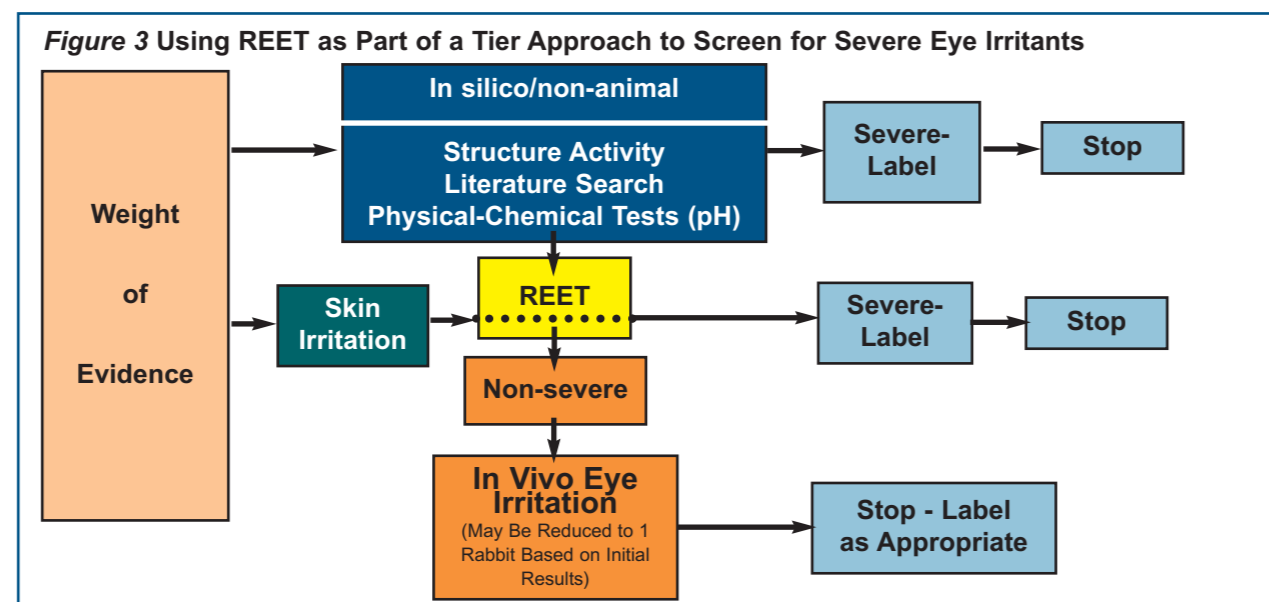 Figure 3 Using REET as Part of a Tier Approach to Screen for Severe Eye Irritants
Weight
of
Evidence
In silico/non-animal
Structure Activity
Literature Search
Physical-Chemical Tests (pH)
Severe-
Label
Stop
Skin
Irritation
REET
Severe-
Label
Stop
Non-severe
In Vivo Eye
Irritation
(May Be Reduced to 1
Rabbit Based on Initial
Results)
Stop - Label
as Appropriate